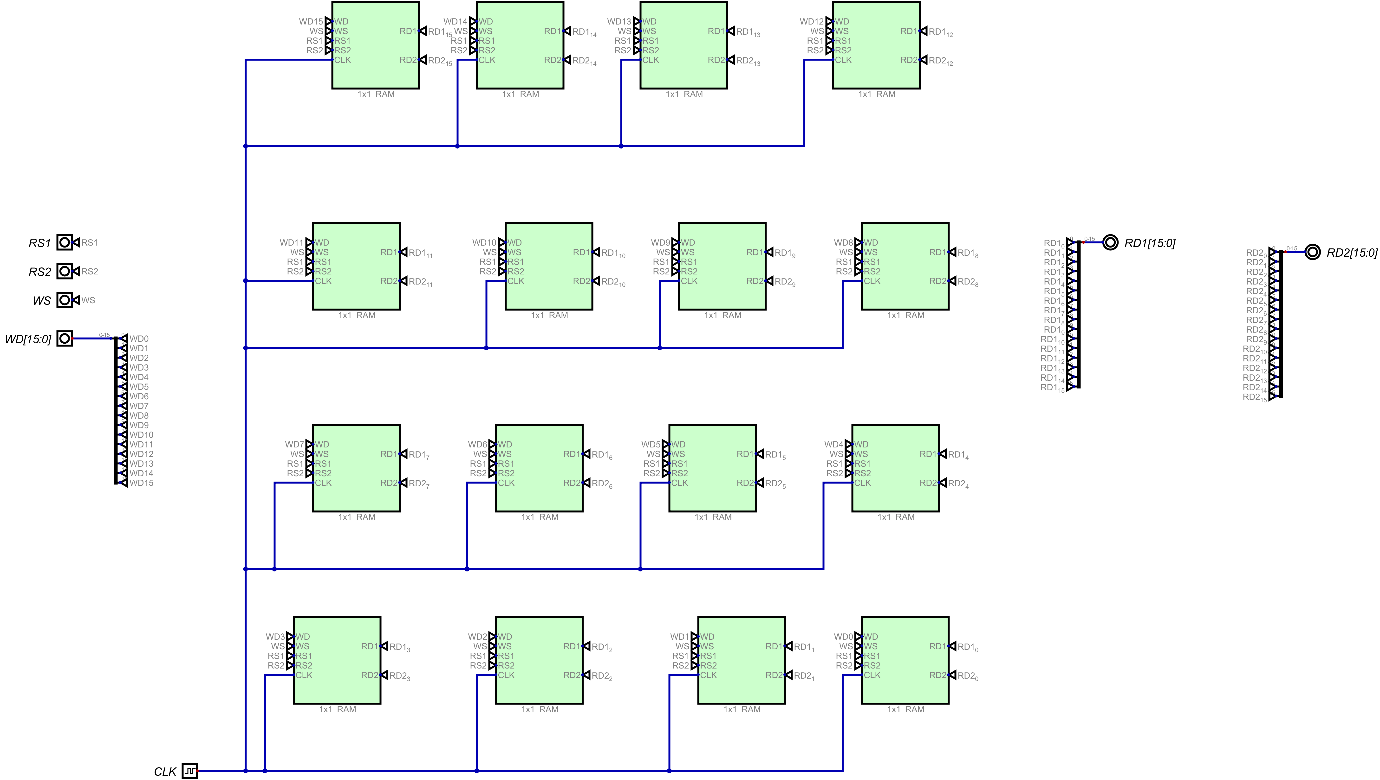 WD15 WD RD1 RD1₁₅ WD14 WD RD1 RD1₁₄ WD13 WD RD1 RD1₁₃ WD12 WD RD1 RD1₁₂
WS WS WS WS WS WS WS WS
RS1 RS1 RS1 RS1 RS1 RS1 RS1 RS1
RS2 RS2 RS2 RS2 RS2 RS2 RS2 RS2
CLK RD2 RD2₁₅ CLK RD2 RD2₁₄ CLK RD2 RD2₁₃ CLK RD2 RD2₁₂
1x1 RAM 1x1 RAM 1x1 RAM 1x1 RAM
RS1 RS1
RS2 RS2
WS WS
WD[15:0] 0-15
WD0
WD1
WD2
WD3
WD4
WD5
WD6
WD7
WD8
WD9
WD10
WD11
WD12
WD13
WD14
WD15
WD11 WD RD1 RD1₁₁ WD10 WD RD1 RD1₁₀ WD9 WD RD1 RD1₉ WD8 WD RD1 RD1₈
WS WS WS WS WS WS WS WS
RS1 RS1 RS1 RS1 RS1 RS1 RS1 RS1
RS2 RS2 RS2 RS2 RS2 RS2 RS2 RS2
CLK RD2 RD2₁₁ CLK RD2 RD2₁₀ CLK RD2 RD2₉ CLK RD2 RD2₈
1x1 RAM 1x1 RAM 1x1 RAM 1x1 RAM
0-15 RD1[15:0]
0-15 RD2[15:0]
WD7 WD RD1 RD1₇ WD6 WD RD1 RD1₆ WD5 WD RD1 RD1₅ WD4 WD RD1 RD1₄
WS WS WS WS WS WS WS WS
RS1 RS1 RS1 RS1 RS1 RS1 RS1 RS1
RS2 RS2 RS2 RS2 RS2 RS2 RS2 RS2
CLK RD2 RD2₇ CLK RD2 RD2₆ CLK RD2 RD2₅ CLK RD2 RD2₄
1x1 RAM 1x1 RAM 1x1 RAM 1x1 RAM
WD3 WD RD1 RD1₃ WD2 WD RD1 RD1₂ WD1 WD RD1 RD1₁ WD0 WD RD1 RD1₀
WS WS WS WS WS WS WS WS
RS1 RS1 RS1 RS1 RS1 RS1 RS1 RS1
RS2 RS2 RS2 RS2 RS2 RS2 RS2 RS2
CLK RD2 RD2₃ CLK RD2 RD2₂ CLK RD2 RD2₁ CLK RD2 RD2₀
1x1 RAM 1x1 RAM 1x1 RAM 1x1 RAM
CLK